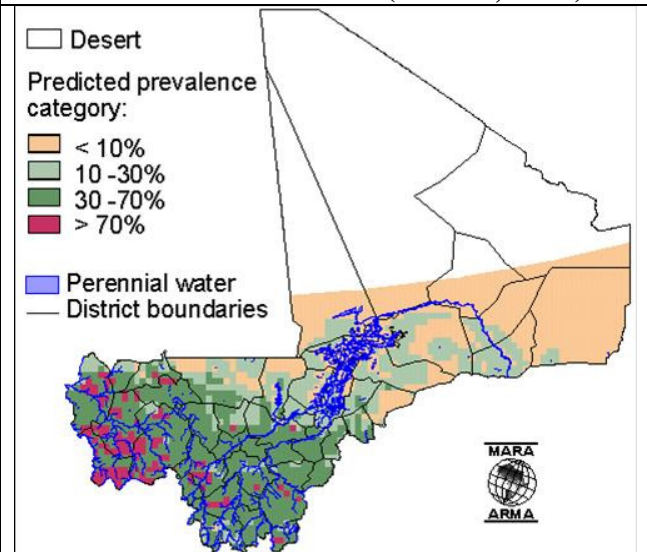 Desert
Predicted prevalence
category:
< 10%
10 -30%
30 -70%
> 70%
Perennial water
District boundaries
MARA
ARMA